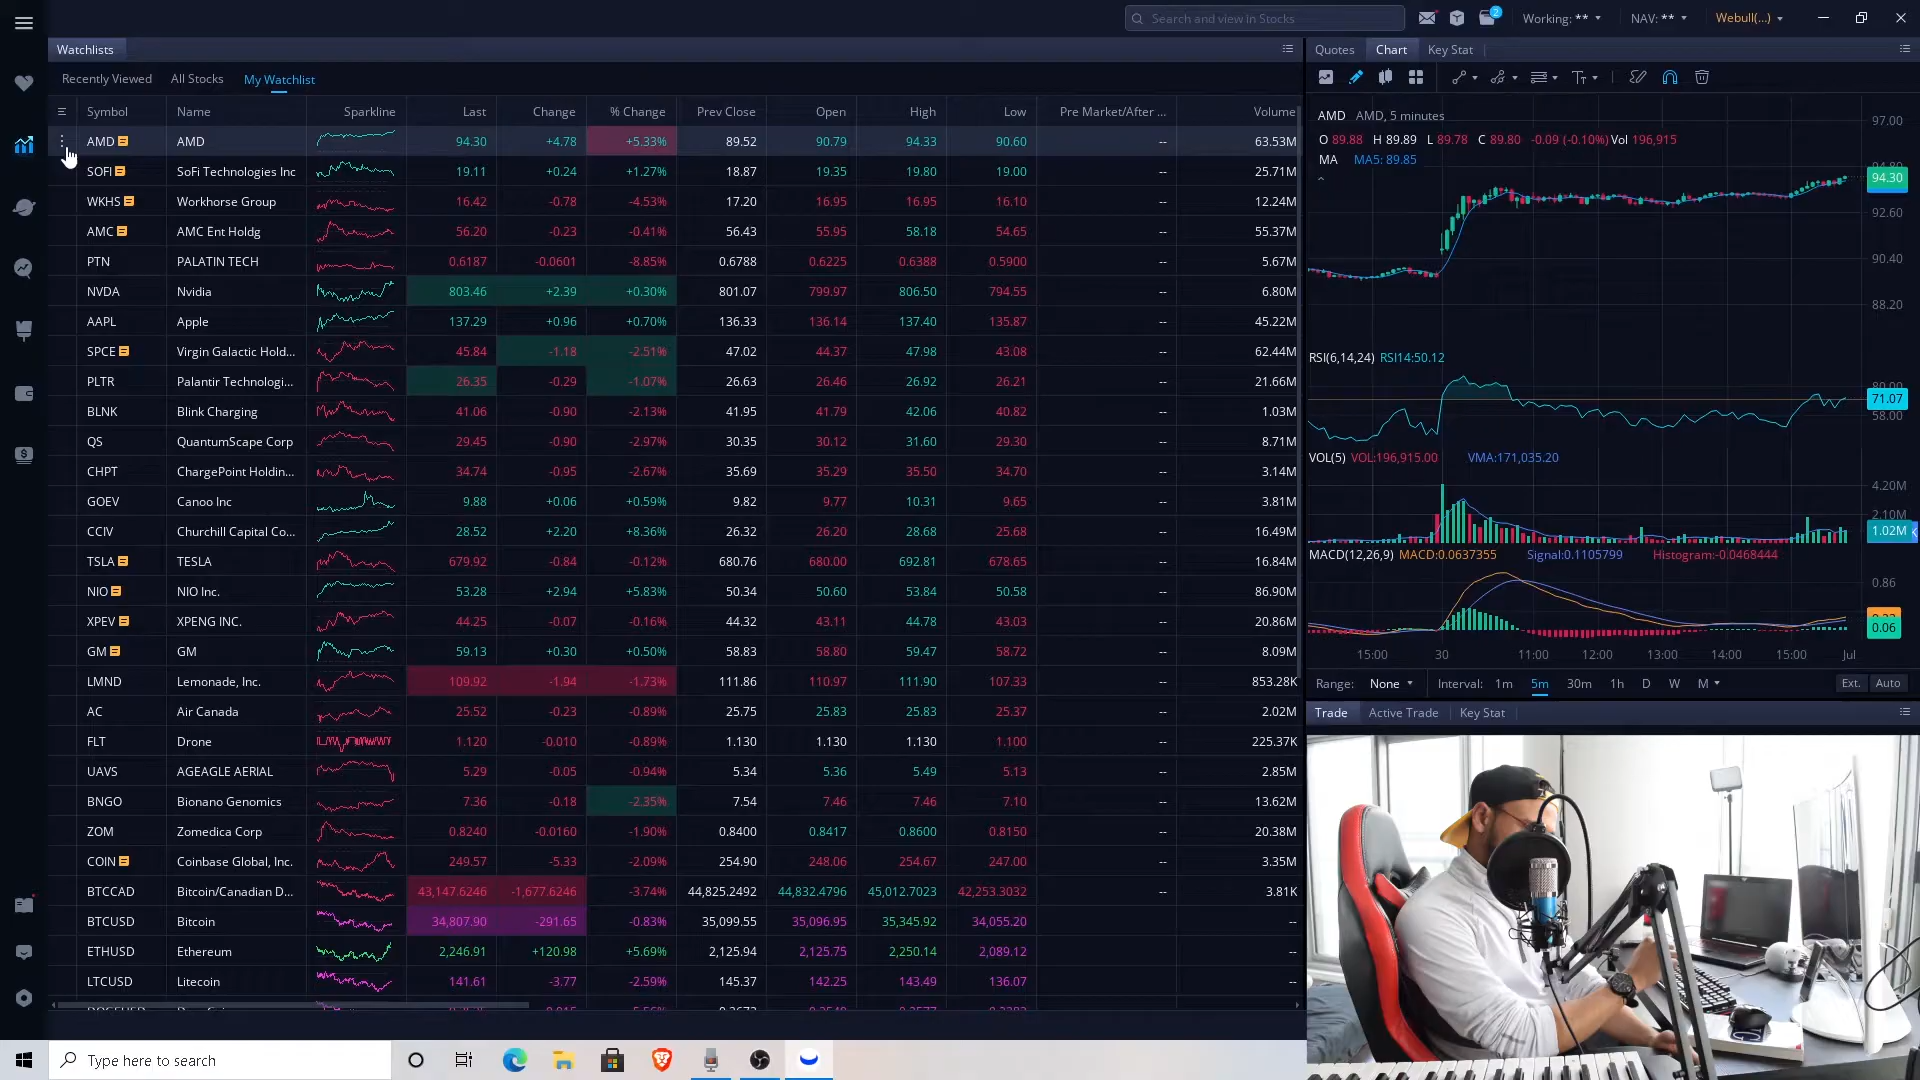 Search and view in Stocks
2
Working: **
NAV: **
Webull(...)
Watchlists
Quotes Chart Key Stat
Recently Viewed All Stocks My Watchlist
Symbol Name Sparkline Last Change % Change Prev Close Open High Low Pre Market/After ... Volume
AMD AMD 94.30 +4.78 +5.33% 89.52 90.79 94.33 90.60 -- 63.53M
SOFI SoFi Technologies Inc 19.11 +0.24 +1.27% 18.87 19.35 19.80 19.00 -- 25.71M
WKHS Workhorse Group 16.42 -0.78 -4.53% 17.20 16.95 16.95 16.10 -- 12.24M
AMC AMC Ent Holdg 56.20 -0.23 -0.41% 56.43 55.95 58.18 54.65 -- 55.37M
PTN PALATIN TECH 0.6187 -0.0601 -8.85% 0.6788 0.6225 0.6388 0.5900 -- 5.67M
NVDA Nvidia 803.46 +2.39 +0.30% 801.07 799.97 806.50 794.55 -- 6.80M
AAPL Apple 137.29 +0.96 +0.70% 136.33 136.14 137.40 135.87 -- 45.22M
SPCE Virgin Galactic Hold... 45.84 -1.18 -2.51% 47.02 44.37 47.98 43.08 -- 62.44M
PLTR Palantir Technologi... 26.35 -0.29 -1.07% 26.63 26.46 26.92 26.21 -- 21.66M
BLNK Blink Charging 41.06 -0.90 -2.13% 41.95 41.79 42.06 40.82 -- 1.03M
QS QuantumScape Corp 29.45 -0.90 -2.97% 30.35 30.12 31.60 29.30 -- 8.71M
CHPT ChargePoint Holdin... 34.74 -0.95 -2.67% 35.69 35.29 35.50 34.70 -- 3.14M
GOEV Canoo Inc 9.88 +0.06 +0.59% 9.82 9.77 10.31 9.65 -- 3.81M
CCIV Churchill Capital Co... 28.52 +2.20 +8.36% 26.32 26.20 28.68 25.68 -- 16.49M
TSLA TESLA 679.92 -0.84 -0.12% 680.76 680.00 692.81 678.65 -- 16.84M
NIO NIO Inc. 53.28 +2.94 +5.83% 50.34 50.60 53.84 50.58 -- 86.90M
XPEV XPENG INC. 44.25 -0.07 -0.16% 44.32 43.11 44.78 43.03 -- 20.86M
GM GM 59.13 +0.30 +0.50% 58.83 58.80 59.47 58.72 -- 8.09M
LMND Lemonade, Inc. 109.92 -1.94 -1.73% 111.86 110.97 111.90 107.33 -- 853.28K
AC Air Canada 25.52 -0.23 -0.89% 25.75 25.83 25.83 25.37 -- 2.02M
FLT Drone 1.120 -0.010 -0.89% 1.130 1.130 1.130 1.100 -- 225.37K
UAVS AGEAGLE AERIAL 5.29 -0.05 -0.94% 5.34 5.36 5.49 5.13 -- 2.85M
BNGO Bionano Genomics 7.36 -0.18 -2.35% 7.54 7.46 7.46 7.10 -- 13.62M
ZOM Zomedica Corp 0.8240 -0.0160 -1.90% 0.8400 0.8417 0.8600 0.8150 -- 20.38M
COIN Coinbase Global, Inc. 249.57 -5.33 -2.09% 254.90 248.06 254.67 247.00 -- 3.35M
BTCCAD Bitcoin/Canadian D... 43,147.6246 -1,677.6246 -3.74% 44,825.2492 44,832.4796 45,012.7023 42,253.3032 -- 3.81K
BTCUSD Bitcoin 34,807.90 -291.65 -0.83% 35,099.55 35,096.95 35,345.92 34,055.20 --
ETHUSD Ethereum 2,246.91 +120.98 +5.69% 2,125.94 2,125.75 2,250.14 2,089.12 --
LTCUSD Litecoin 141.61 -3.77 -2.59% 145.37 142.25 143.49 136.07 --
AMD AMD, 5 minutes
O 89.88 H 89.89 L 89.78 C 89.80 -0.09 (-0.10%) Vol 196,915
MA MA5: 89.85
97.00
94.30
92.60
90.40
88.20
RSI(6,14,24) RSI14:50.12
71.07
58.00
VOL(5) VOL:196,915.00 VMA:171,035.20
4.20M
2.10M
1.02M
MACD(12,26,9) MACD:0.0637355 Signal:0.1105799 Histogram:-0.0468444
0.86
0.06
15:00 30 11:00 12:00 13:00 14:00 15:00 Jul
Range: None Interval: 1m 5m 30m 1h D W M Ext. Auto
Trade Active Trade Key Stat
Type here to search